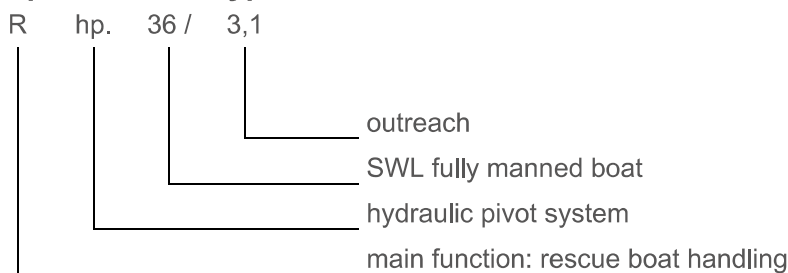 R hp. 36 / 3,1
outreach
SWL fully manned boat
hydraulic pivot system
main function: rescue boat handling